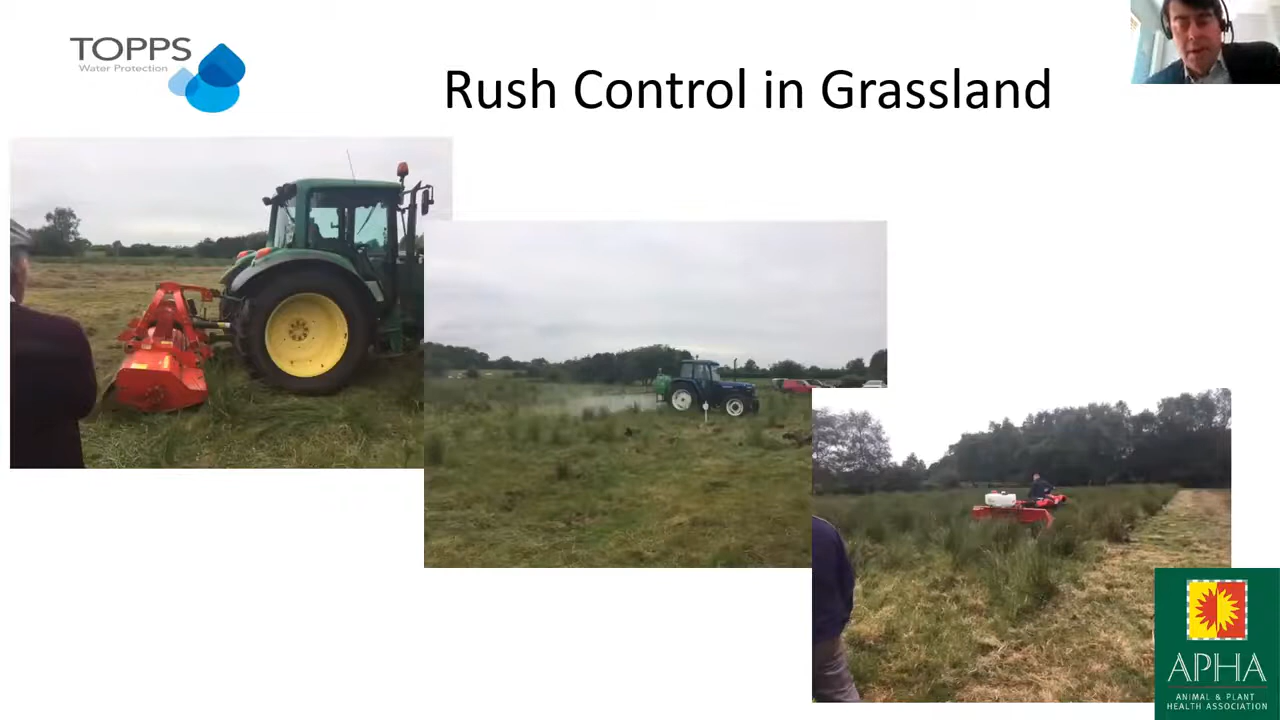 TOPPS
Water Protection
Rush Control in Grassland
APHA
ANIMAL & PLANT
HEALTH ASSOCIATION